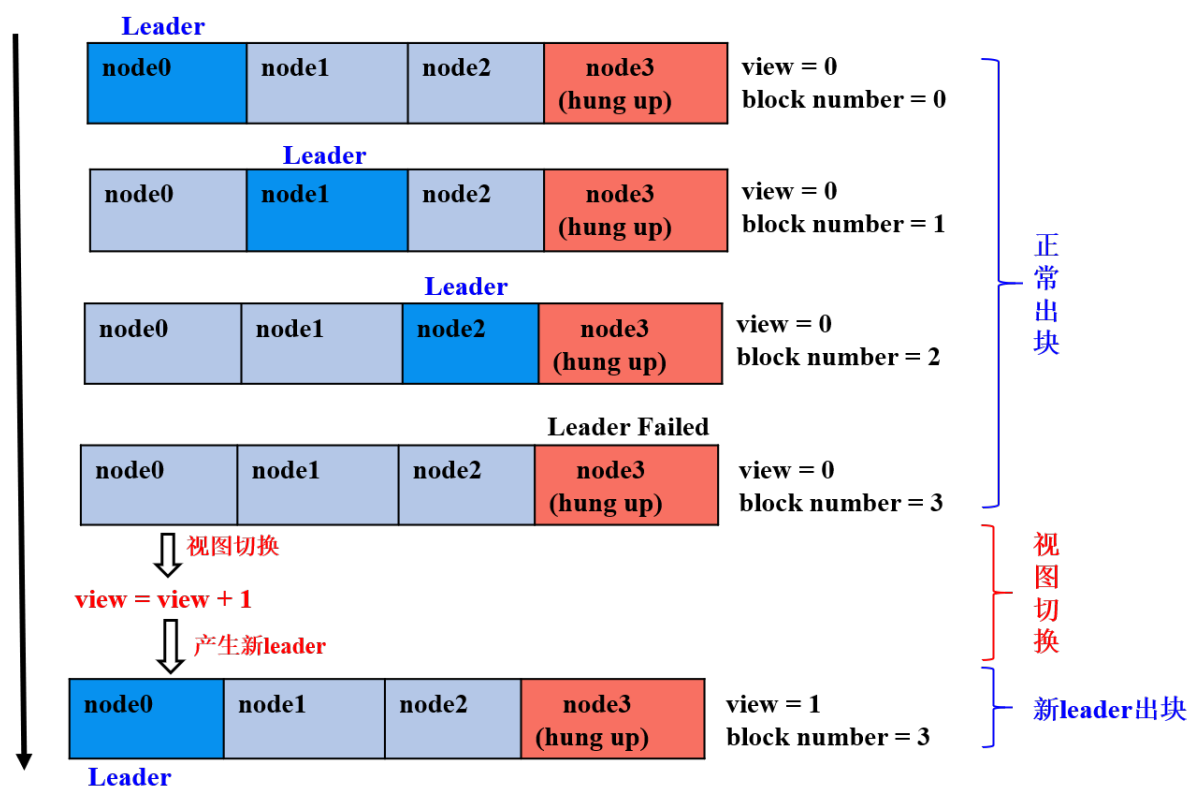 Leader
node0 node1 node2 node3 view = 0
(hung up) block number = 0
Leader
node0 node1 node2 node3 view = 0
(hung up) block number = 1
Leader
node0 node1 node2 node3 view = 0
(hung up) block number = 2
正常出块
Leader Failed
node0 node1 node2 node3 view = 0
(hung up) block number = 3
视图切换
view = view + 1
产生新leader
视图切换
node0 node1 node2 node3 view = 1
(hung up) block number = 3
新leader出块
Leader